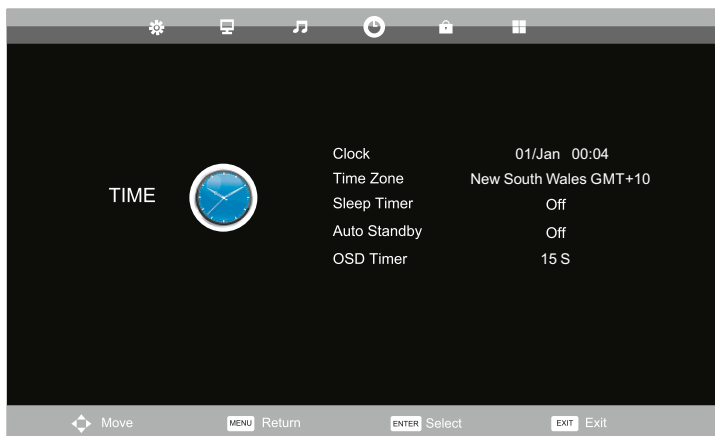 TIME
Clock 01/Jan 00:04
Time Zone New South Wales GMT+10
Sleep Timer Off
Auto Standby Off
OSD Timer 15 S
Move MENU Return ENTER Select EXIT Exit